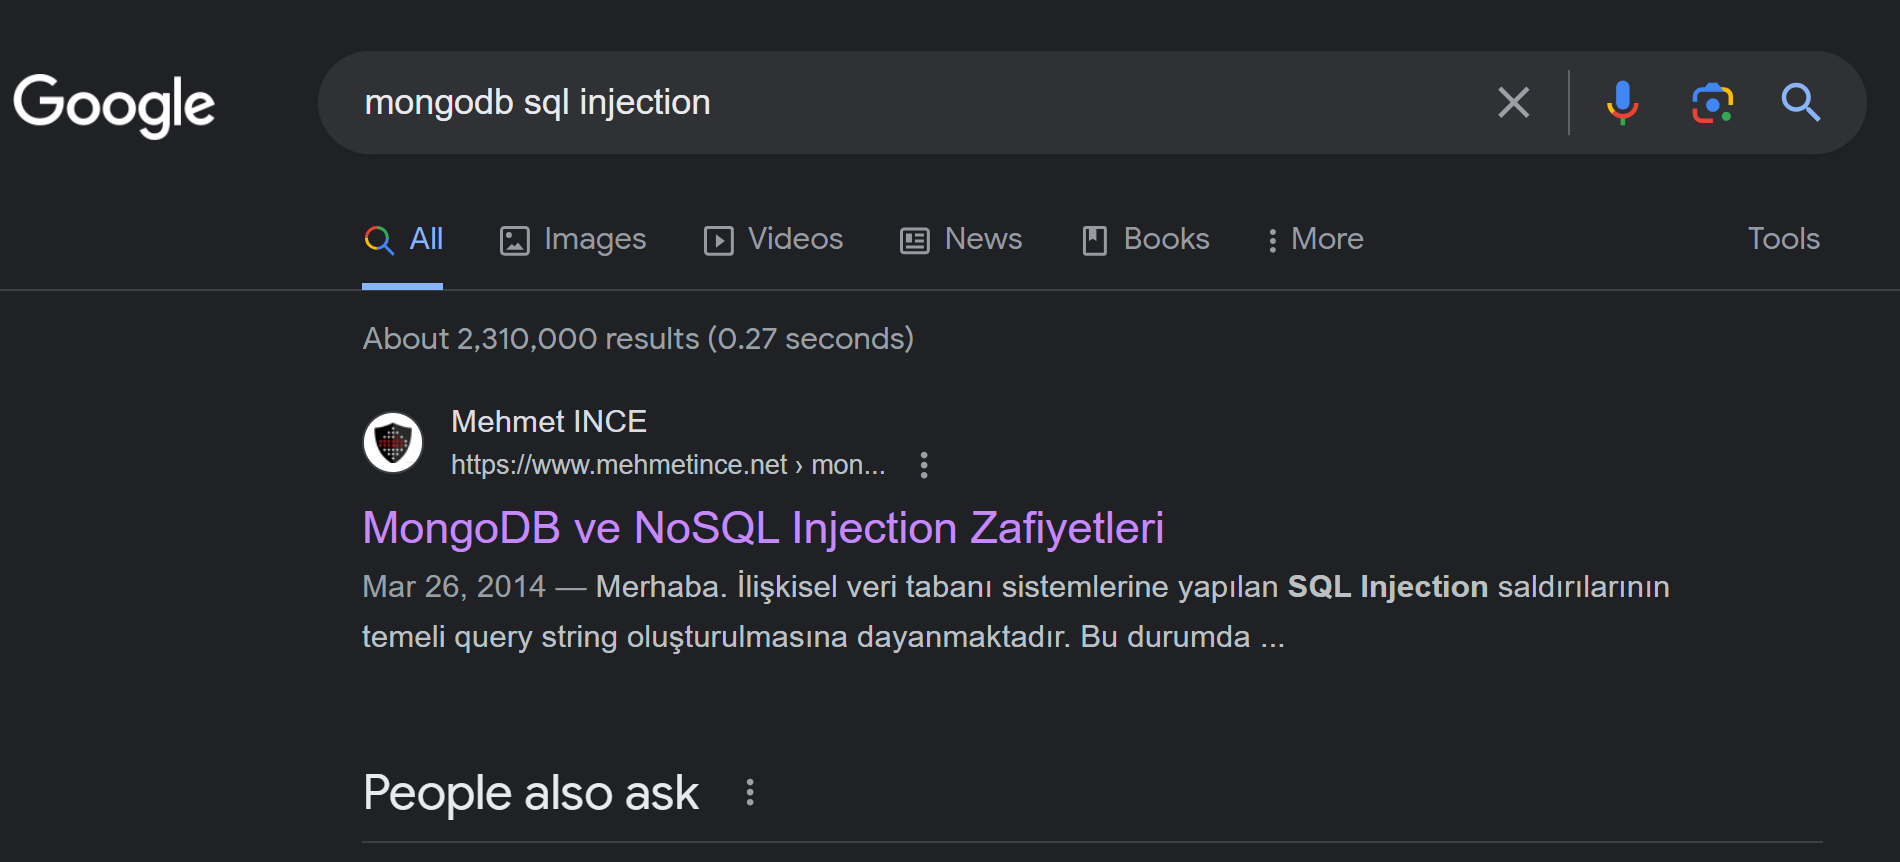 Google
mongodb sql injection
All Images Videos News Books More Tools
About 2,310,000 results (0.27 seconds)
Mehmet INCE
https://www.mehmetince.net › mon...
MongoDB ve NoSQL Injection Zafiyetleri
Mar 26, 2014 — Merhaba. İlişkisel veri tabanı sistemlerine yapılan SQL Injection saldırılarının
temeli query string oluşturulmasına dayanmaktadır. Bu durumda ...
People also ask